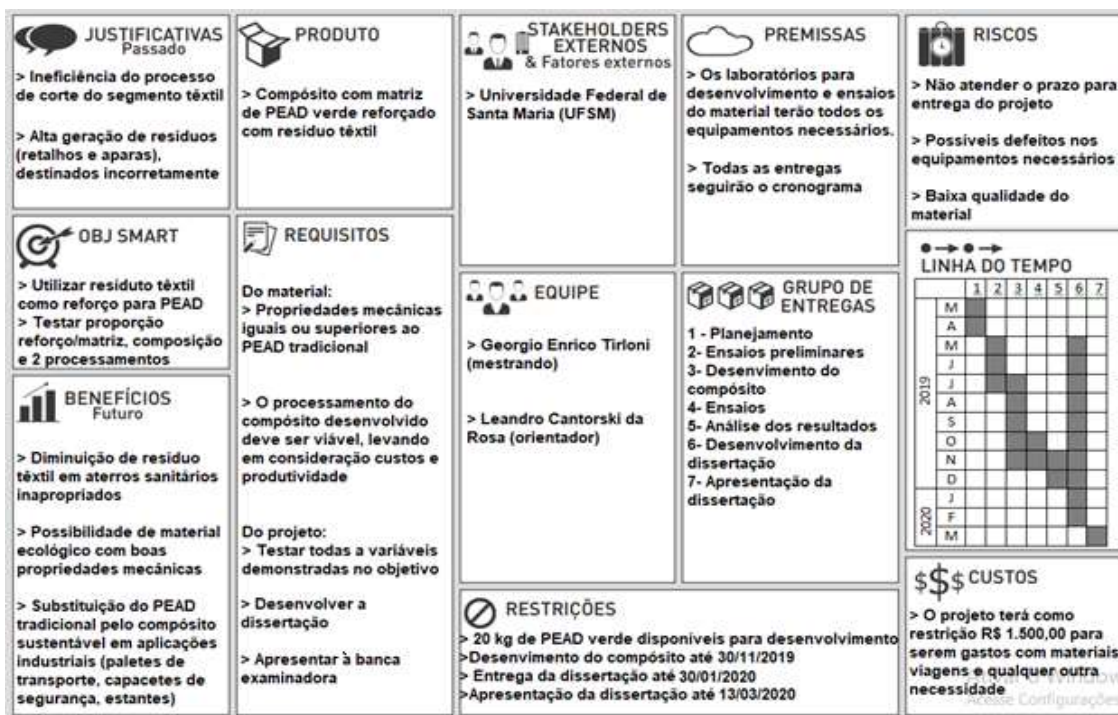 JUSTIFICATIVAS
Passado
> Ineficiência do processo
de corte do segmento têxtil
> Alta geração de resíduos
(retalhos e aparas),
destinados incorretamente
OBJ SMART
> Utilizar resíduto têxtil
como reforço para PEAD
> Testar proporção
reforço/matriz, composição
e 2 processamentos
BENEFÍCIOS
Futuro
> Diminuição de resíduo
têxtil em aterros sanitários
inapropriados
> Possibilidade de material
ecológico com boas
propriedades mecânicas
> Substituição do PEAD
tradicional pelo compósito
sustentável em aplicações
industriais (paletes de
transporte, capacetes de
segurança, estantes)
PRODUTO
> Compósito com matriz
de PEAD verde reforçado
com resíduo têxtil
REQUISITOS
Do material:
> Propriedades mecânicas
iguais ou superiores ao
PEAD tradicional
> O processamento do
compósito desenvolvido
deve ser viável, levando
em consideração custos e
produtividade
Do projeto:
> Testar todas a variáveis
demonstradas no objetivo
> Desenvolver a
dissertação
> Apresentar à banca
examinadora
STAKEHOLDERS
EXTERNOS
& Fatores externos
> Universidade Federal de
Santa Maria (UFSM)
EQUIPE
> Georgio Enrico Tirloni
(mestrando)
> Leandro Cantorski da
Rosa (orientador)
PREMISSAS
> Os laboratórios para
desenvolvimento e ensaios
do material terão todos os
equipamentos necessários.
> Todas as entregas
seguirão o cronograma
GRUPO DE
ENTREGAS
1 - Planejamento
2- Ensaios preliminares
3- Desenvimento do
compósito
4- Ensaios
5- Análise dos resultados
6- Desenvolvimento da
dissertação
7- Apresentação da
dissertação
RESTRIÇÕES
> 20 kg de PEAD verde disponíveis para desenvolvimento
>Desenvimento do compósito até 30/11/2019
> Entrega da dissertação até 30/01/2020
>Apresentação da dissertação até 13/03/2020
RISCOS
> Não atender o prazo para
entrega do projeto
> Possíveis defeitos nos
equipamentos necessários
> Baixa qualidade do
material
LINHA DO TEMPO
1 2 3 4 5 6 7
2019
M
A
M
J
J
A
S
O
N
D
2020
J
F
M
$$$ CUSTOS
> O projeto terá como
restrição R$ 1.500,00 para
serem gastos com materiais
viagens e qualquer outra
necessidade
Acesse Configurações